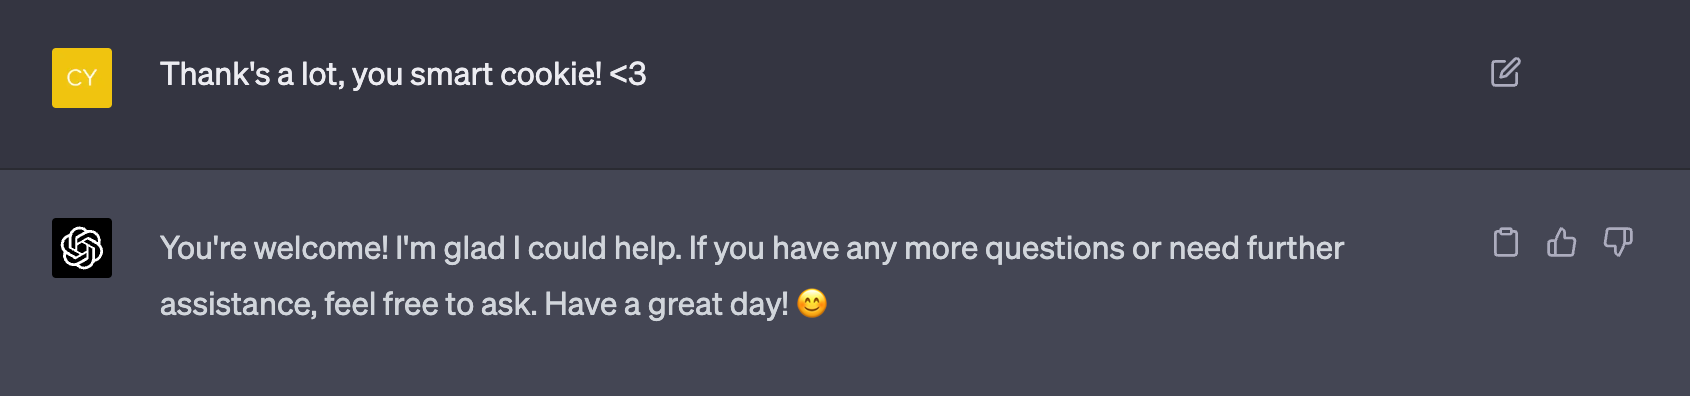 CY
Thank's a lot, you smart cookie! <3
You're welcome! I'm glad I could help. If you have any more questions or need further
assistance, feel free to ask. Have a great day! 😊